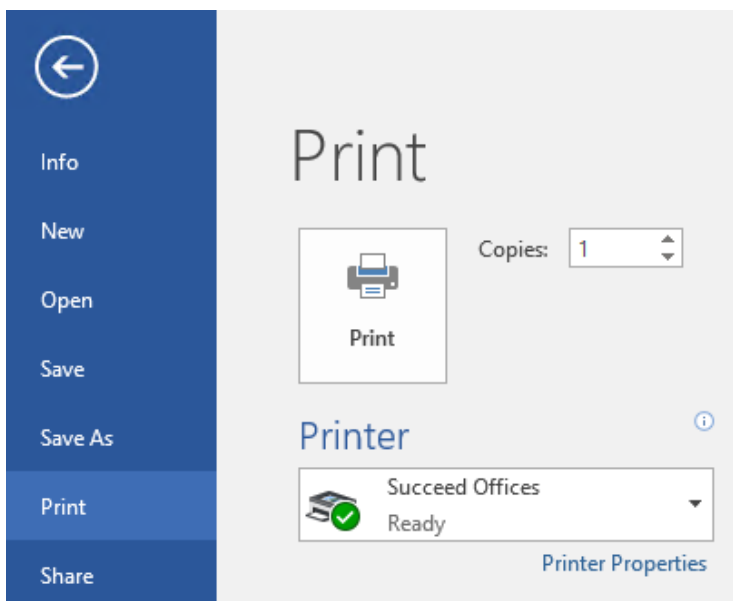 Info
New
Open
Save
Save As
Print
Share
Print
Print
Copies: 1
Printer
Succeed Offices
Ready
Printer Properties